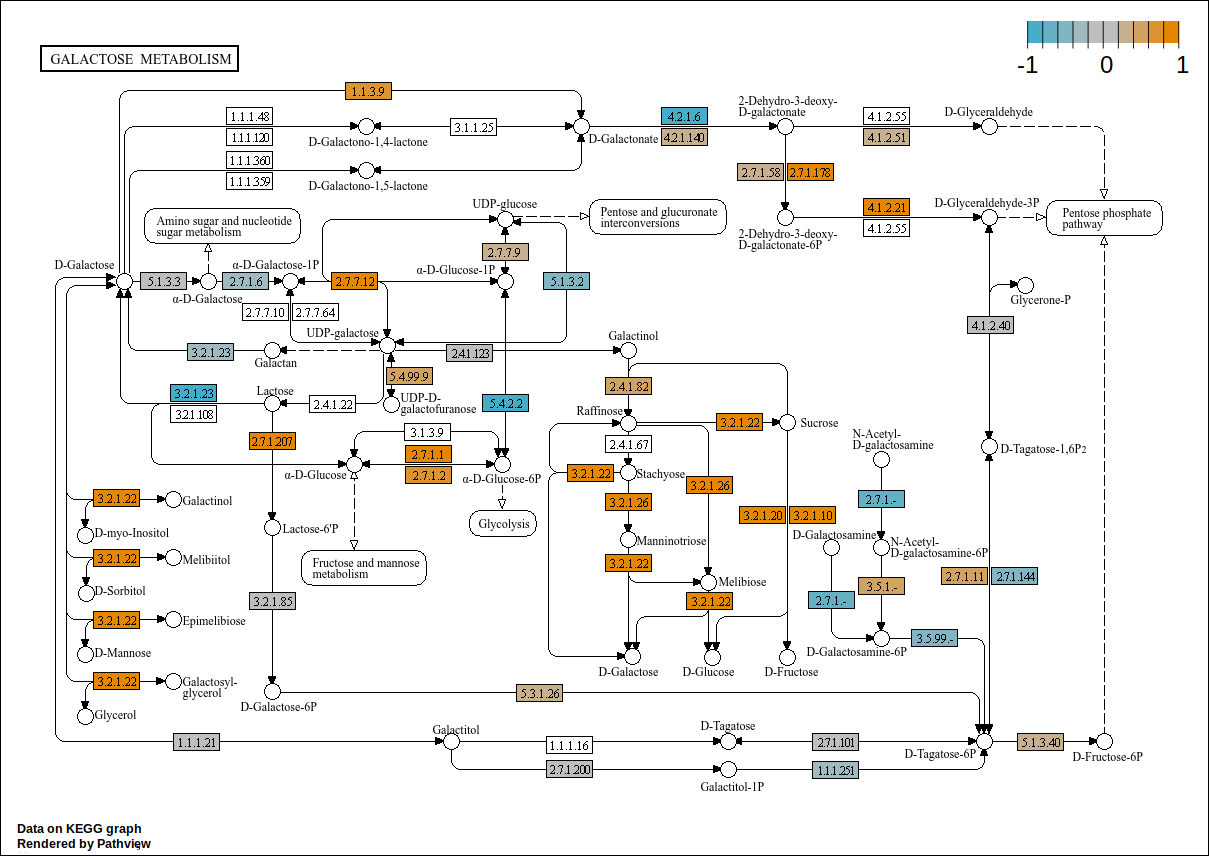 -1 0 1
GALACTOSE METABOLISM
1.1.3.9
2-Dehydro-3-deoxy-
D-galactonate
1.1.1.48
1.1.1.120
D-Galactono-1,4-lactone
3.1.1.25
D-Galactonate
4.2.1.6
4.2.1.140
4.1.2.55
4.1.2.51
D-Glyceraldehyde
1.1.1.360
1.1.1.359
D-Galactono-1,5-lactone
2.7.1.58
2.7.1.178
UDP-glucose
Pentose and glucuronate
interconversions
4.1.2.21
4.1.2.55
D-Glyceraldehyde-3P
Pentose phosphate
pathway
Amino sugar and nucleotide
sugar metabolism
2-Dehydro-3-deoxy-
D-galactonate-6P
2.7.7.9
D-Galactose
α-D-Galactose-1P
α-D-Glucose-1P
5.1.3.3
2.7.1.6
2.7.7.12
5.1.3.2
α-D-Galactose
Glycerone-P
2.7.7.10
2.7.7.64
4.1.2.40
UDP-galactose
Galactinol
3.2.1.23
Galactan
2.4.1.123
5.4.99.9
2.4.1.82
3.2.1.23
3.2.1.108
Lactose
2.4.1.22
UDP-D-
galactofuranose
5.4.2.2
Raffinose
3.2.1.22
Sucrose
3.1.3.9
2.7.1.207
2.7.1.1
2.7.1.2
2.4.1.67
N-Acetyl-
D-galactosamine
D-Tagatose-1,6P2
α-D-Glucose
α-D-Glucose-6P
3.2.1.22
Stachyose
3.2.1.26
3.2.1.22
Galactinol
3.2.1.26
2.7.1.-
D-myo-Inositol
Lactose-6'P
Glycolysis
3.2.1.20
3.2.1.10
Manninotriose
D-Galactosamine
N-Acetyl-
D-galactosamine-6P
3.2.1.22
Melibiitol
Fructose and mannose
metabolism
3.2.1.22
Melibiose
3.5.1.-
2.7.1.11
2.7.1.144
D-Sorbitol
3.2.1.85
3.2.1.22
2.7.1.-
3.2.1.22
Epimelibiose
3.5.99.-
D-Mannose
D-Galactosamine-6P
D-Galactose
D-Glucose
D-Fructose
3.2.1.22
Galactosyl-
glycerol
5.3.1.26
D-Galactose-6P
Glycerol
Galactitol
D-Tagatose
1.1.1.21
1.1.1.16
2.7.1.101
5.1.3.40
D-Tagatose-6P
D-Fructose-6P
2.7.1.200
1.1.1.251
Galactitol-1P
Data on KEGG graph
Rendered by Pathview